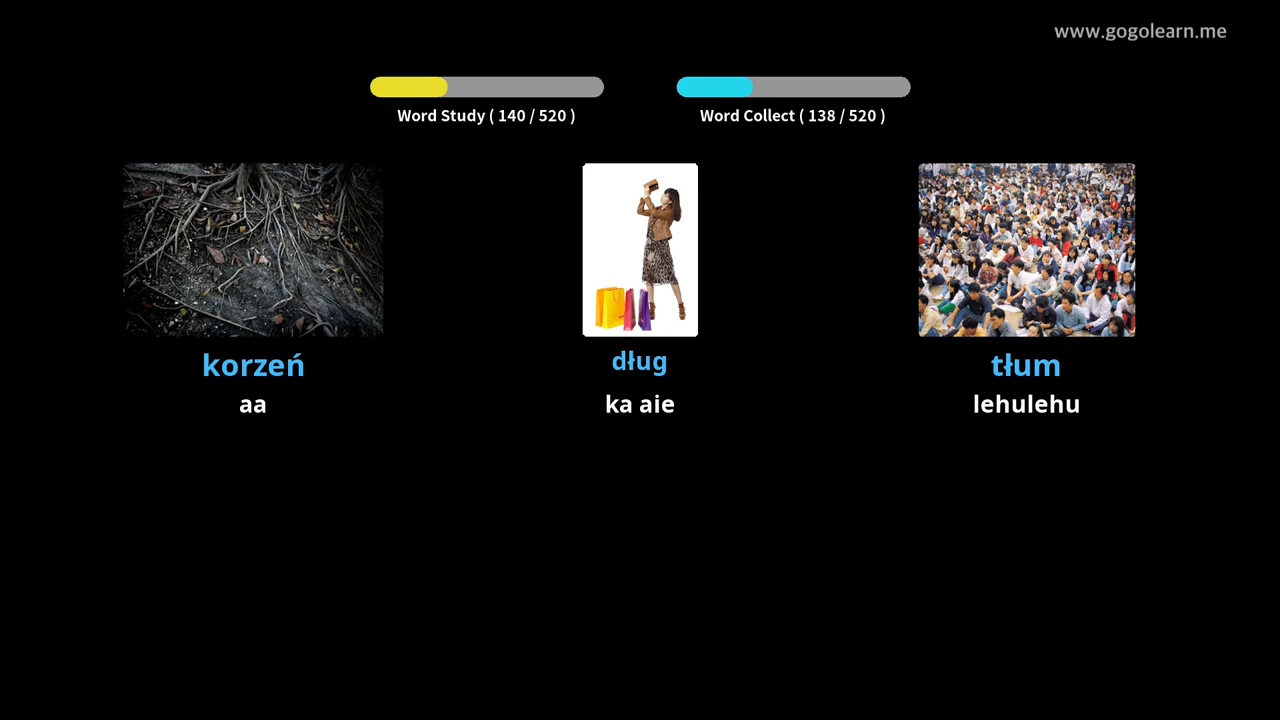 www.gogolearn.me
Word Study ( 140 / 520 )
Word Collect ( 138 / 520 )
korzeń
dług
tłum
aa
ka aie
lehulehu